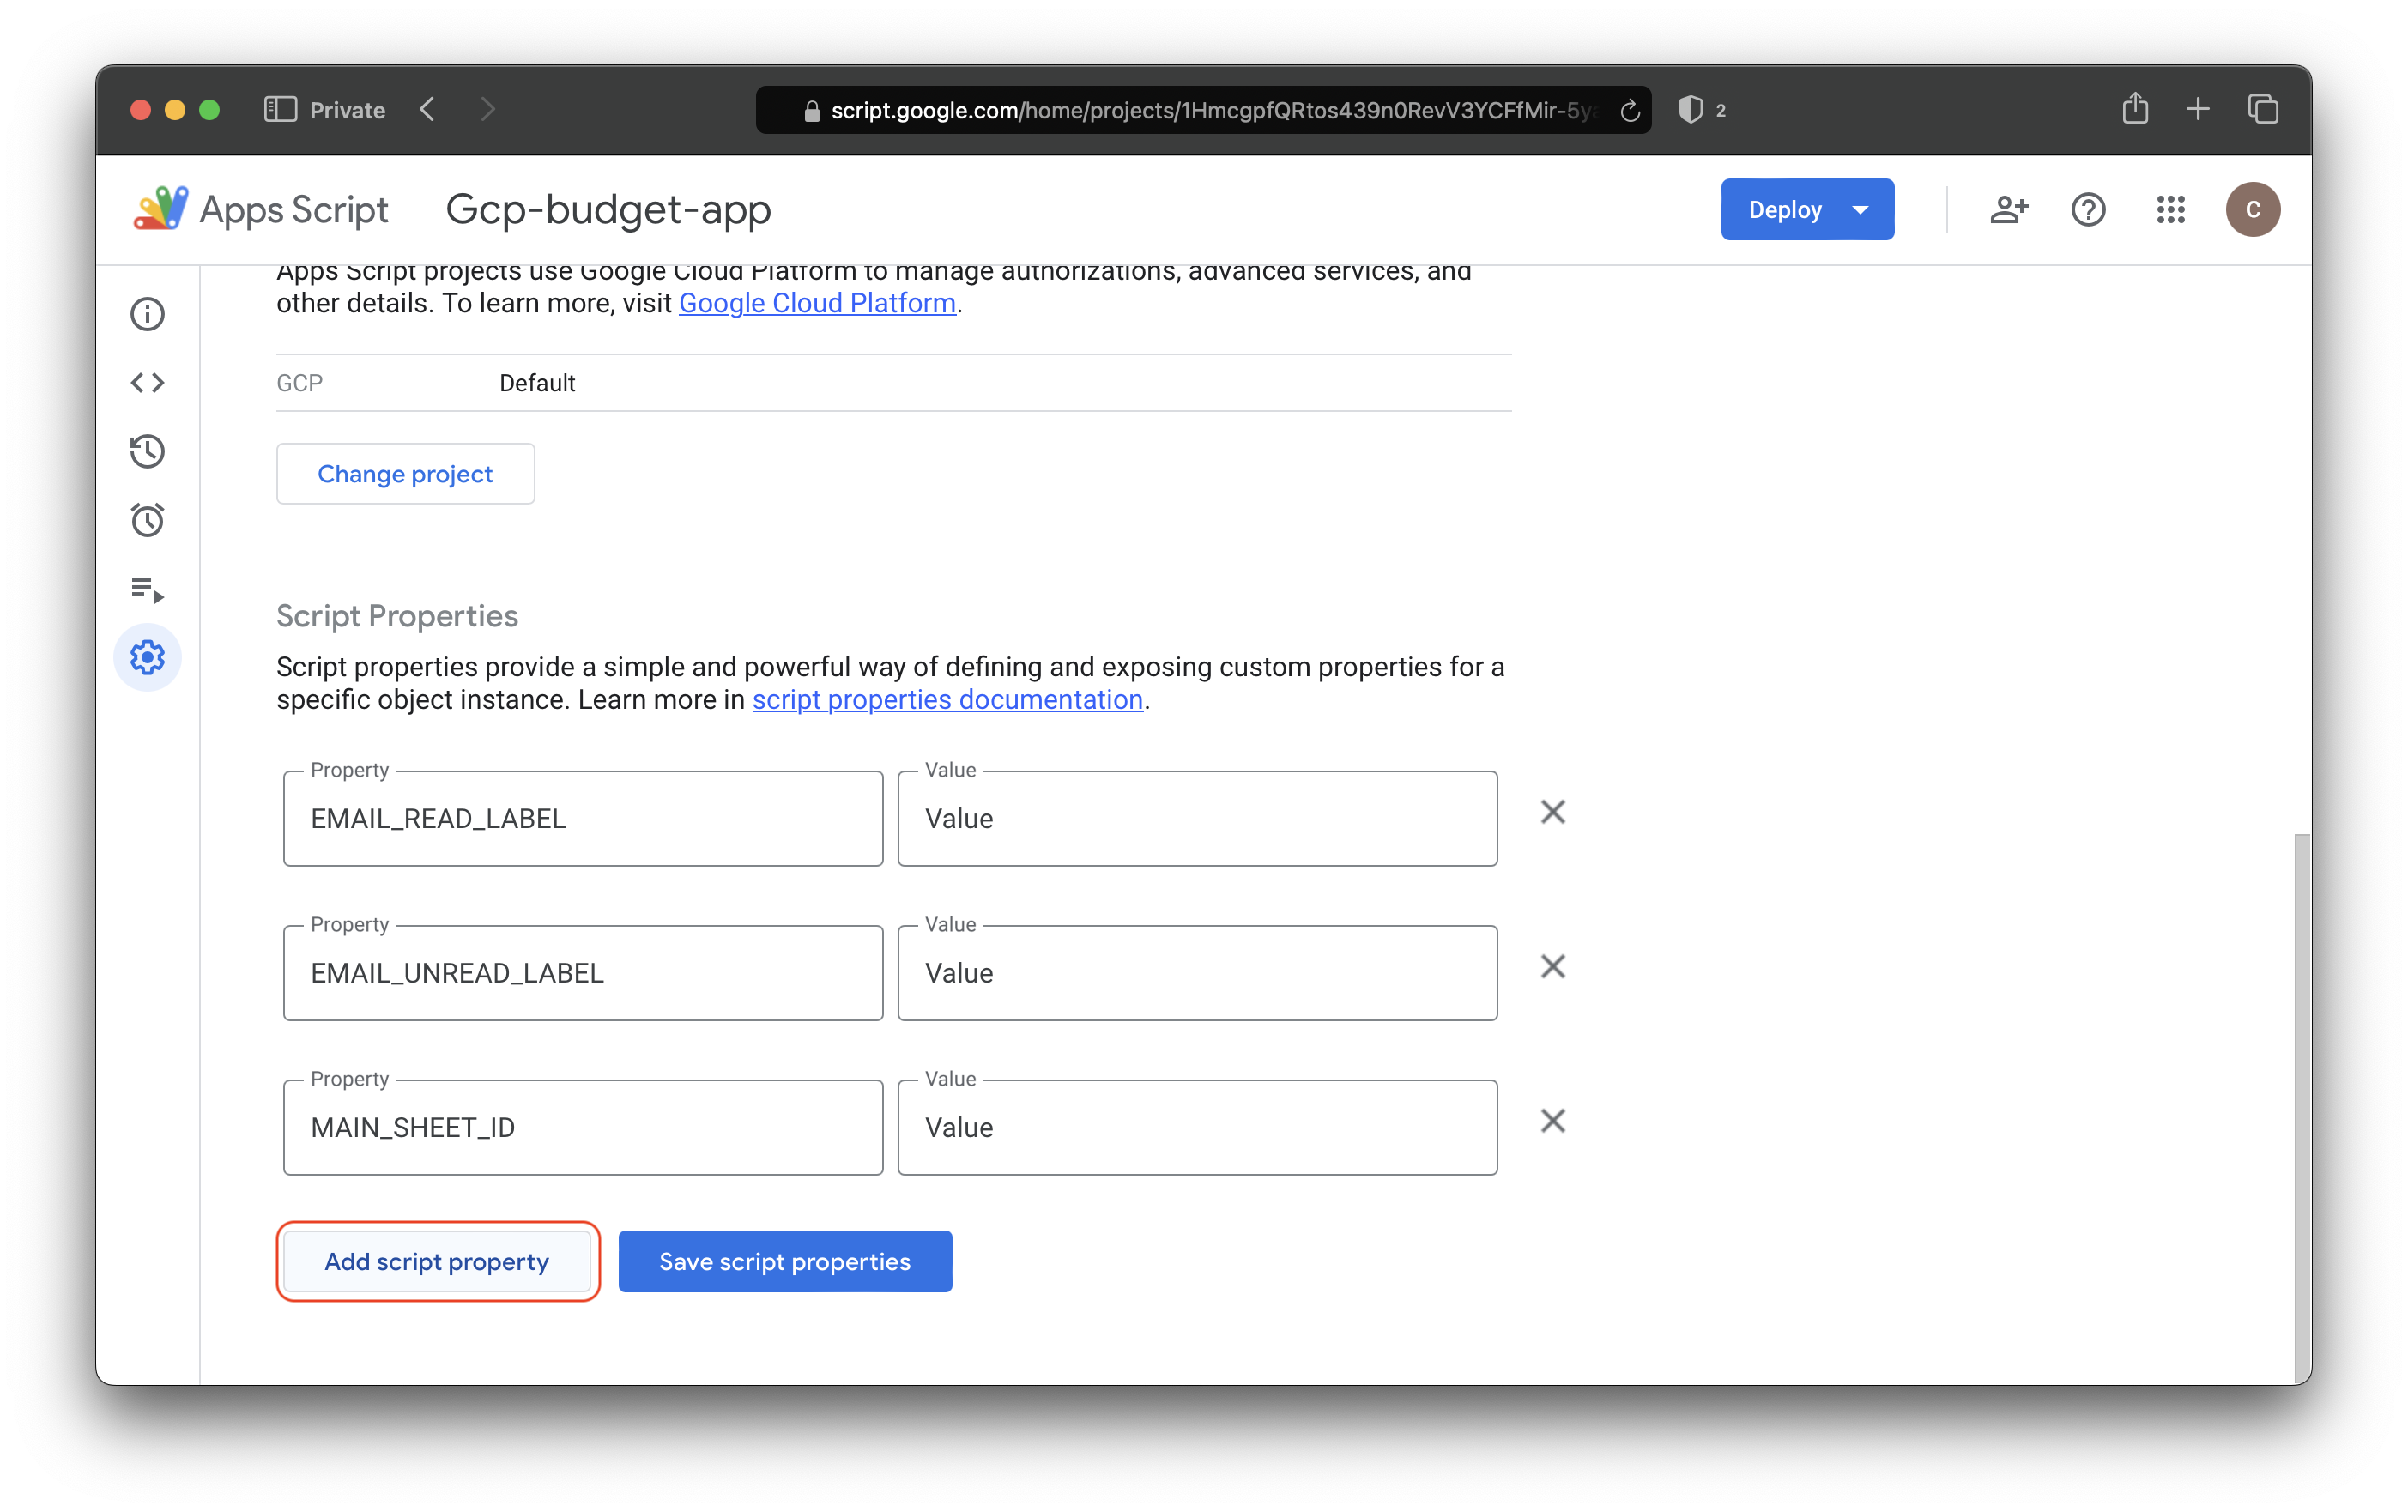 Private
script.google.com/home/projects/1HmcgpfQRtos439n0RevV3YCFfMir-5ya
2
Apps Script
Gcp-budget-app
Deploy
C
Apps Script projects use Google Cloud Platform to manage authorizations, advanced services, and
other details. To learn more, visit Google Cloud Platform.
GCP
Default
Change project
Script Properties
Script properties provide a simple and powerful way of defining and exposing custom properties for a
specific object instance. Learn more in script properties documentation.
Property
Value
EMAIL_READ_LABEL
Value
Property
Value
EMAIL_UNREAD_LABEL
Value
Property
Value
MAIN_SHEET_ID
Value
Add script property
Save script properties